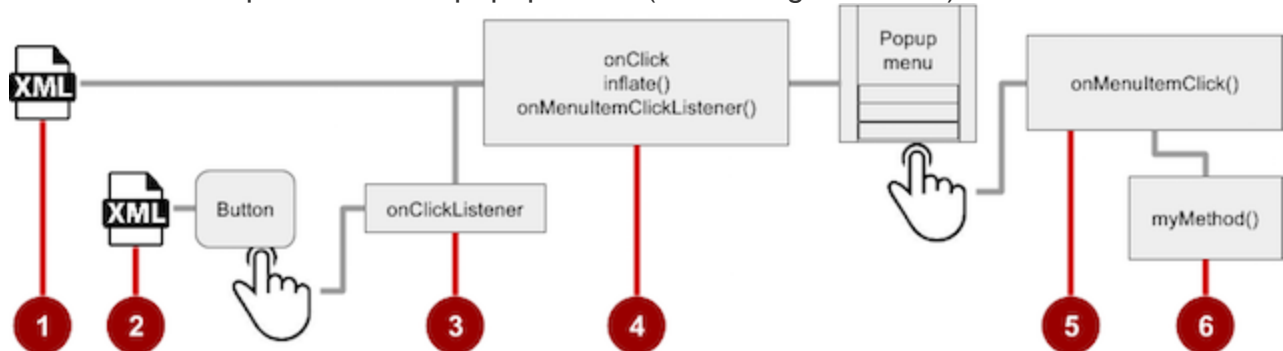 onClick
inflate()
onMenuItemClickListener()
Popup
menu
onMenuItemClick()
XML
XML
Button
onClickListener
myMethod()
1
2
3
4
5
6